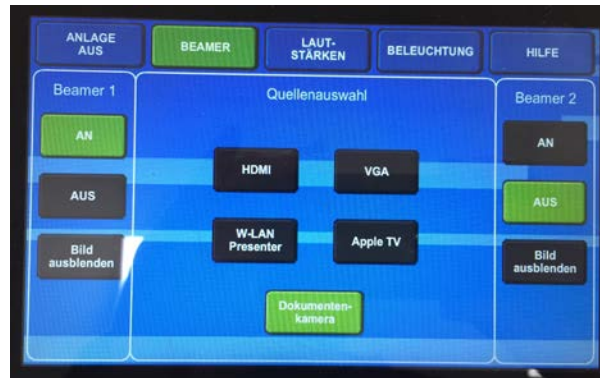 ANLAGE
AUS
BEAMER
LAUT-
STÄRKEN
BELEUCHTUNG
HILFE
Beamer 1
AN
AUS
Bild
ausblenden
Quellenauswahl
HDMI
VGA
W-LAN
Presenter
Apple TV
Dokumenten-
kamera
Beamer 2
AN
AUS
Bild
ausblenden